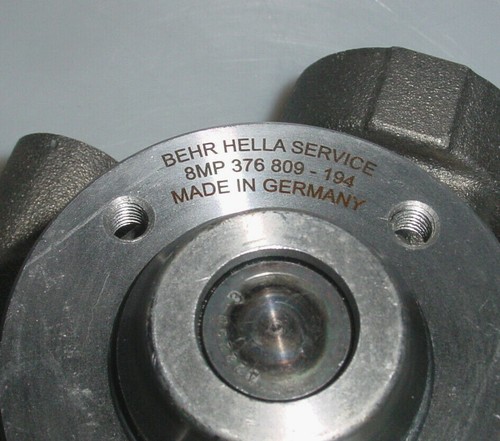 BEHR HELLA SERVICE
8MP 376 809 - 194
MADE IN GERMANY